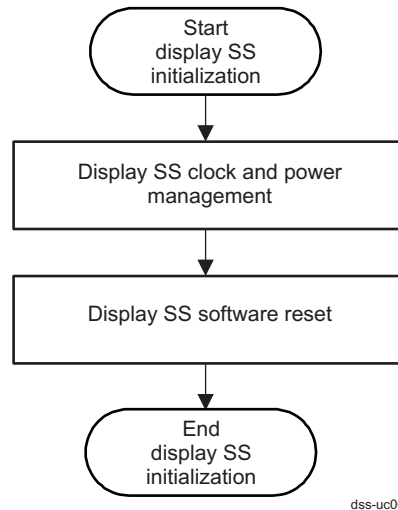 Start
display SS
initialization
Display SS clock and power
management
Display SS software reset
End
display SS
initialization
dss-uc0